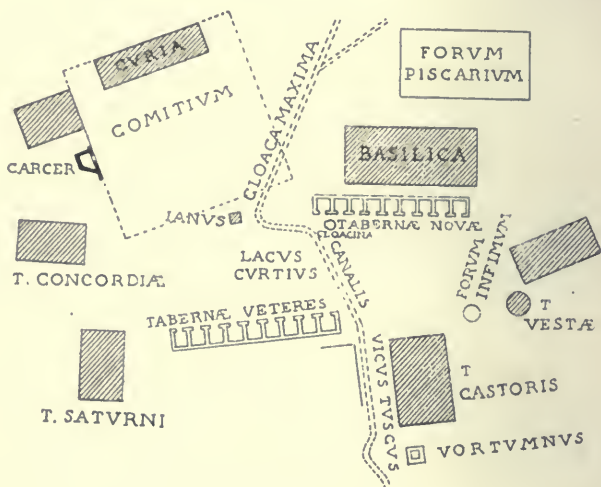 CVRIA
COMITIVM
CLOACA MAXIMA
FORVM
PISCARIVM
CARCER
BASILICA
IANVS
TABERNÆ NOVÆ
CLOACINA
LACVS
CVRTIVS
CANALIS
FORVM
INFIMVM
T. CONCORDIÆ
TABERNÆ VETERES
T
VESTÆ
T. SATVRNI
VICVS TVSCVS
T
CASTORIS
VORTVMNVS